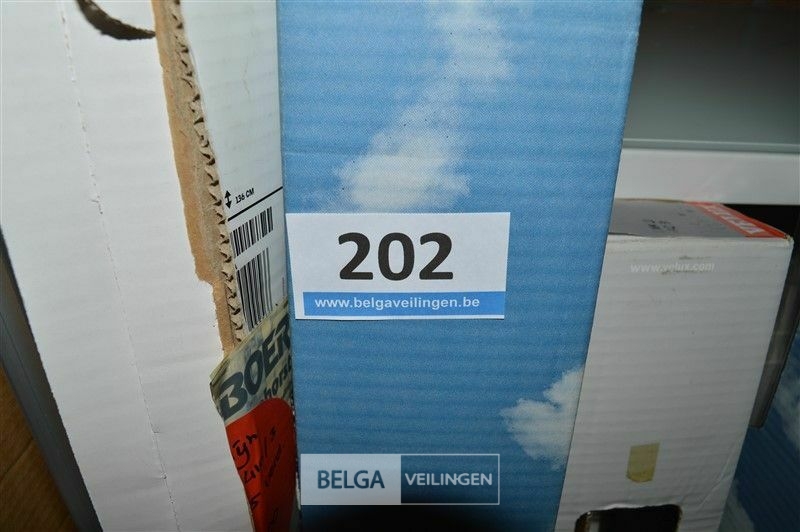 136 CM
202
www.belgaveilingen.be
www.velux.com
BOER
BELGA VEILINGEN